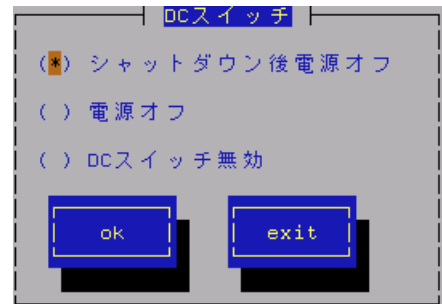 DCスイッチ
(*) シャットダウン後電源オフ
( ) 電源オフ
( ) DCスイッチ無効
ok exit